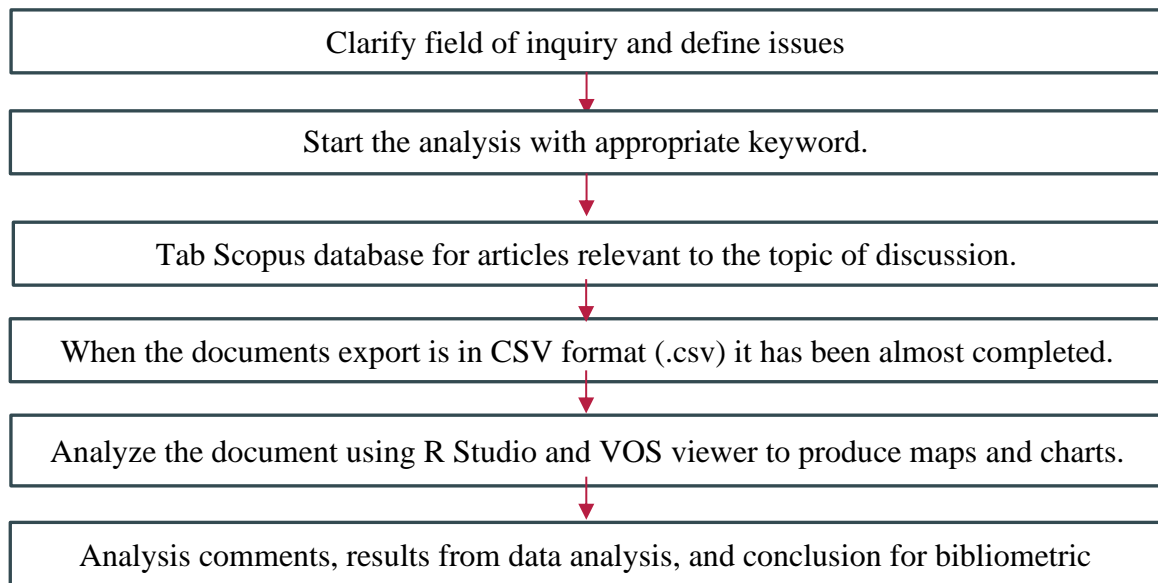 Clarify field of inquiry and define issues
Start the analysis with appropriate keyword.
Tab Scopus database for articles relevant to the topic of discussion.
When the documents export is in CSV format (.csv) it has been almost completed.
Analyze the document using R Studio and VOS viewer to produce maps and charts.
Analysis comments, results from data analysis, and conclusion for bibliometric